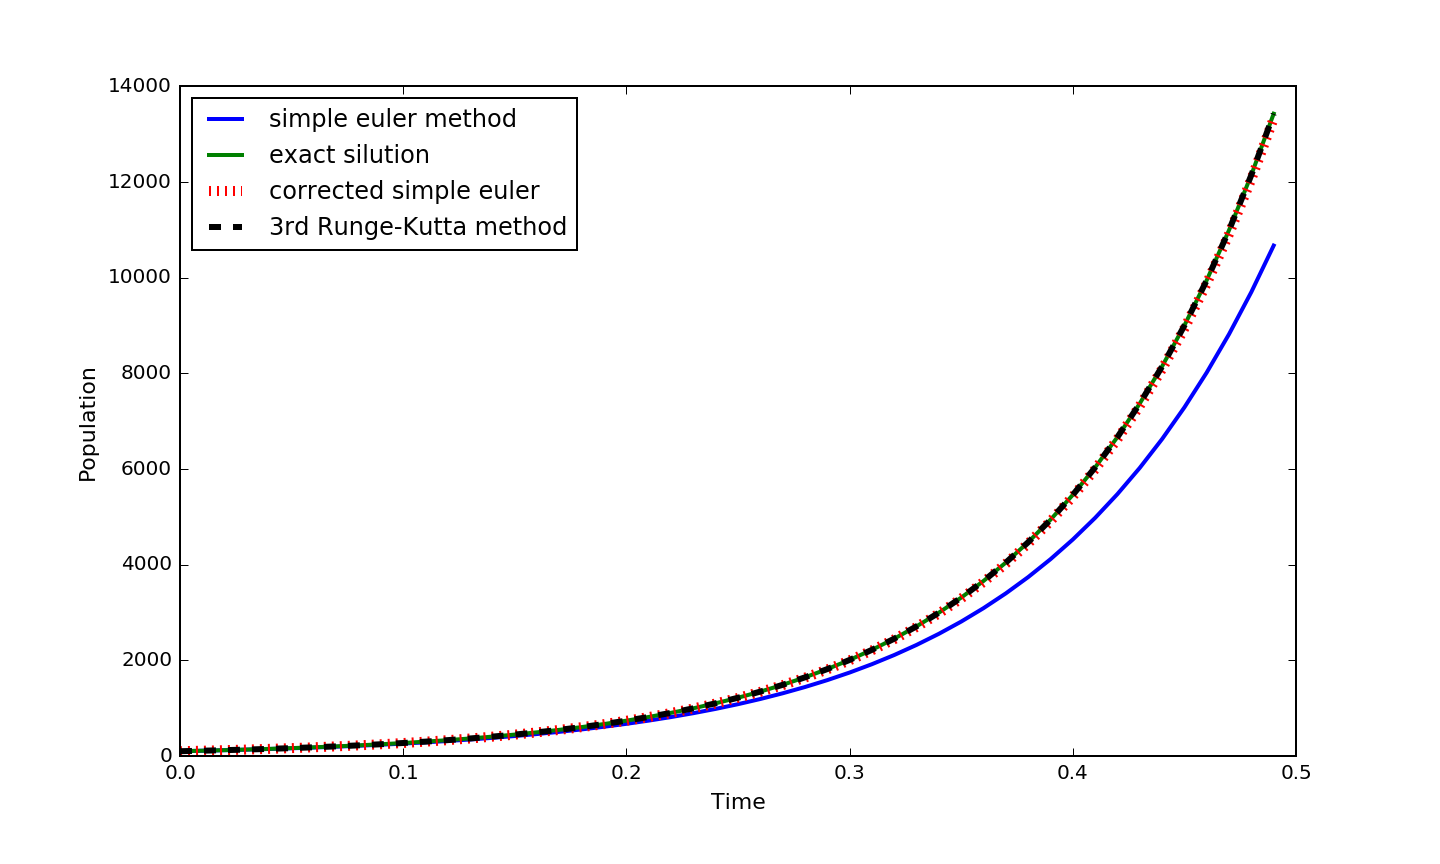 14000
12000
10000
8000
6000
4000
2000
0
Population
simple euler method
exact silution
corrected simple euler
3rd Runge-Kutta method
0.0 0.1 0.2 0.3 0.4 0.5
Time